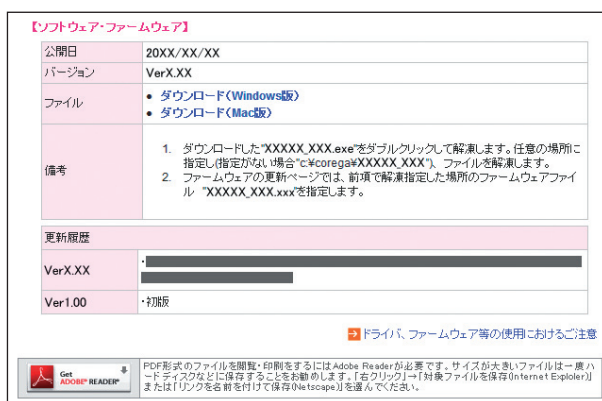 【ソフトウェア・ファームウェア】
公開日 20XX/XX/XX
バージョン VerX.XX
ファイル
• ダウンロード(Windows版)
• ダウンロード(Mac版)
備考
1. ダウンロードした"XXXXX_XXX.exe"をダブルクリックして解凍します。任意の場所に
指定し(指定がない場合"c:¥corega¥XXXXX_XXX")、ファイルを解凍します。
2. ファームウェアの更新ページでは、前項で解凍指定した場所のファームウェアファイ
ル "XXXXX_XXX.xxx"を指定します。
更新履歴
VerX.XX ・
Ver1.00 ・初版
ドライバ、ファームウェア等の使用におけるご注意
Get
ADOBE® READER®
PDF形式のファイルを閲覧・印刷をするにはAdobe Readerが必要です。サイズが大きいファイルは一度ハ
ードディスクなどに保存することをお勧めします。「右クリック」→「対象ファイルを保存(Internet Exploler)」
または「リンクを名前を付けて保存(Netscape)」を選んでください。